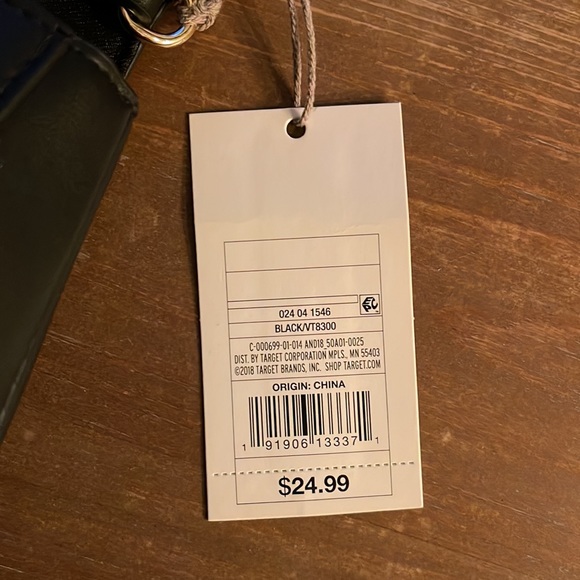 024 04 1546
BLACK/VT8300
C-000699-01-014 AND18_50A01-0025
DIST. BY TARGET CORPORATION MPLS., MN 55403
©2018 TARGET BRANDS, INC. SHOP TARGET.COM
ORIGIN: CHINA
1 91906 13337 1
$24.99